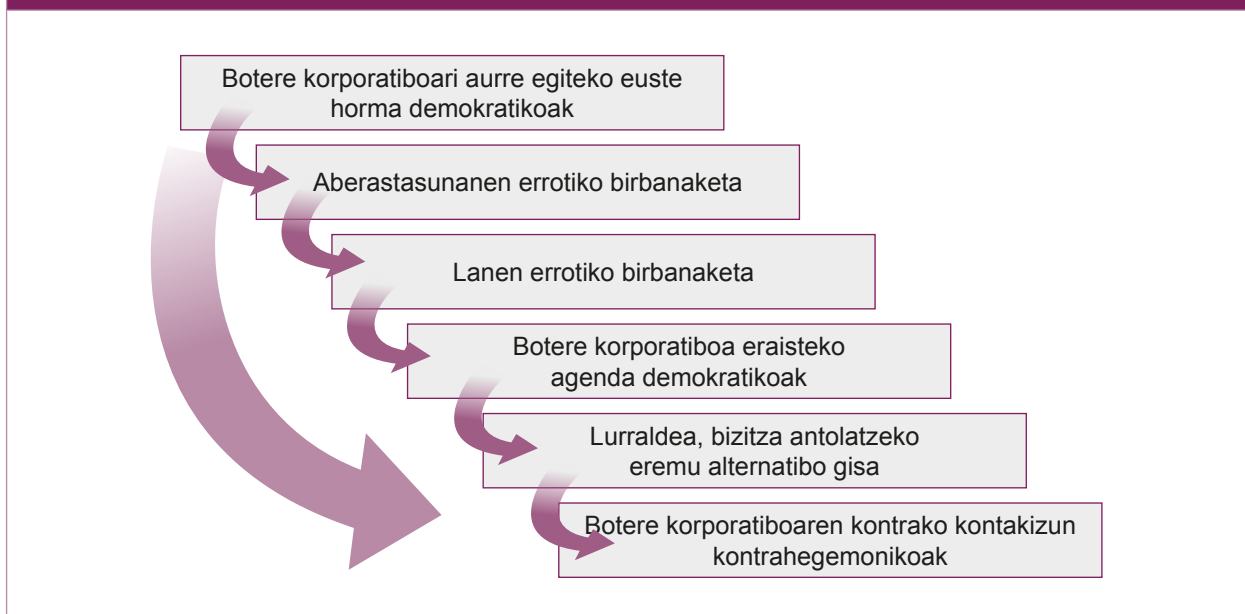 Botere korporatiboari aurre egiteko euste
horma demokratikoak
Aberastasunanen errotiko birbanaketa
Lanen errotiko birbanaketa
Botere korporatiboa eraisteko
agenda demokratikoak
Lurraldea, bizitza antolatzeko
eremu alternatibo gisa
Botere korporatiboaren kontrako kontakizun
kontrahegemonikoak